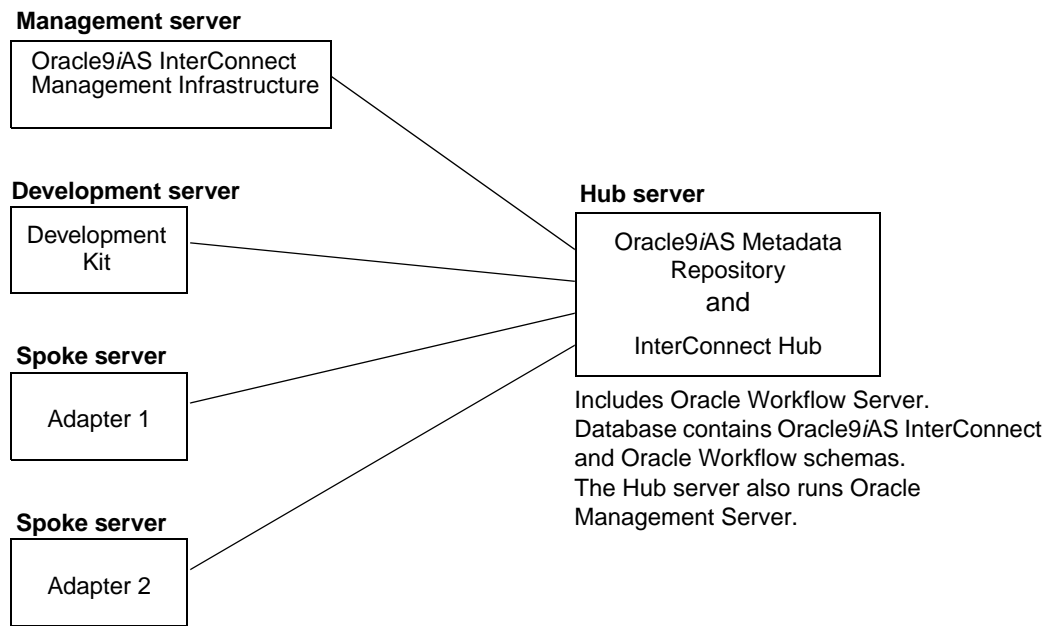 Management server
Oracle9iAS InterConnect
Management Infrastructure
Development server
Development
Kit
Spoke server
Adapter 1
Spoke server
Adapter 2
Hub server
Oracle9iAS Metadata
Repository
and
InterConnect Hub
Includes Oracle Workflow Server.
Database contains Oracle9iAS InterConnect
and Oracle Workflow schemas.
The Hub server also runs Oracle
Management Server.